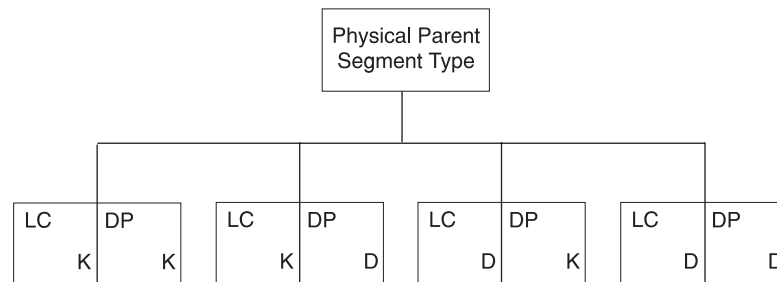 Physical Parent
Segment Type
LC DP LC DP LC DP LC DP
K K K D D K D D